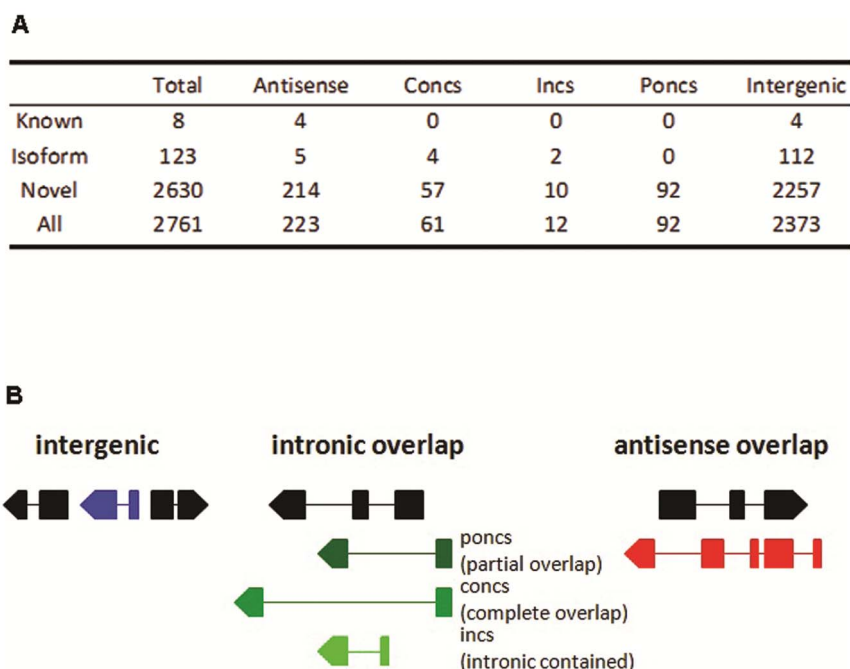 A
Total Antisense Concs Incs Poncs Intergenic
Known 8 4 0 0 0 4
Isoform 123 5 4 2 0 112
Novel 2630 214 57 10 92 2257
All 2761 223 61 12 92 2373
B
intergenic intronic overlap antisense overlap
poncs
(partial overlap)
concs
(complete overlap)
incs
(intronic contained)